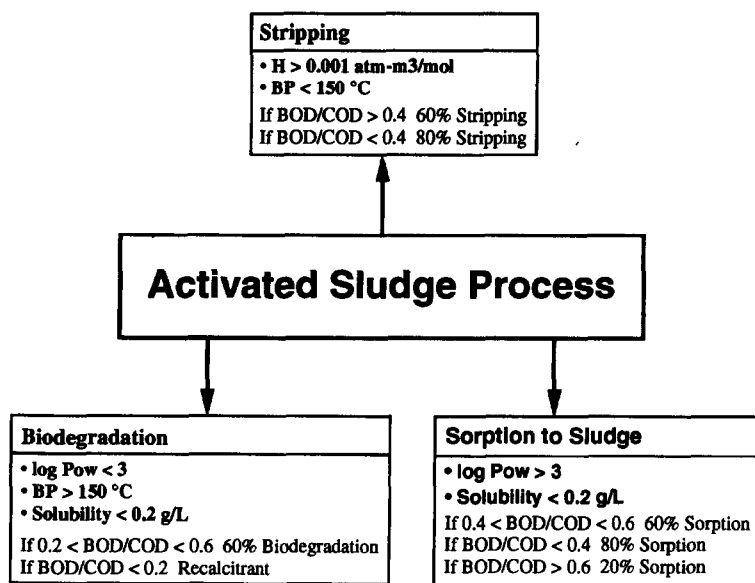 Stripping
• H > 0.001 atm-m3/mol
• BP < 150 °C
If BOD/COD > 0.4 60% Stripping
If BOD/COD < 0.4 80% Stripping
Activated Sludge Process
Biodegradation
• log Pow < 3
• BP > 150 °C
• Solubility < 0.2 g/L
If 0.2 < BOD/COD < 0.6 60% Biodegradation
If BOD/COD < 0.2 Recalcitrant
Sorption to Sludge
• log Pow > 3
• Solubility < 0.2 g/L
If 0.4 < BOD/COD < 0.6 60% Sorption
If BOD/COD < 0.4 80% Sorption
If BOD/COD > 0.6 20% Sorption